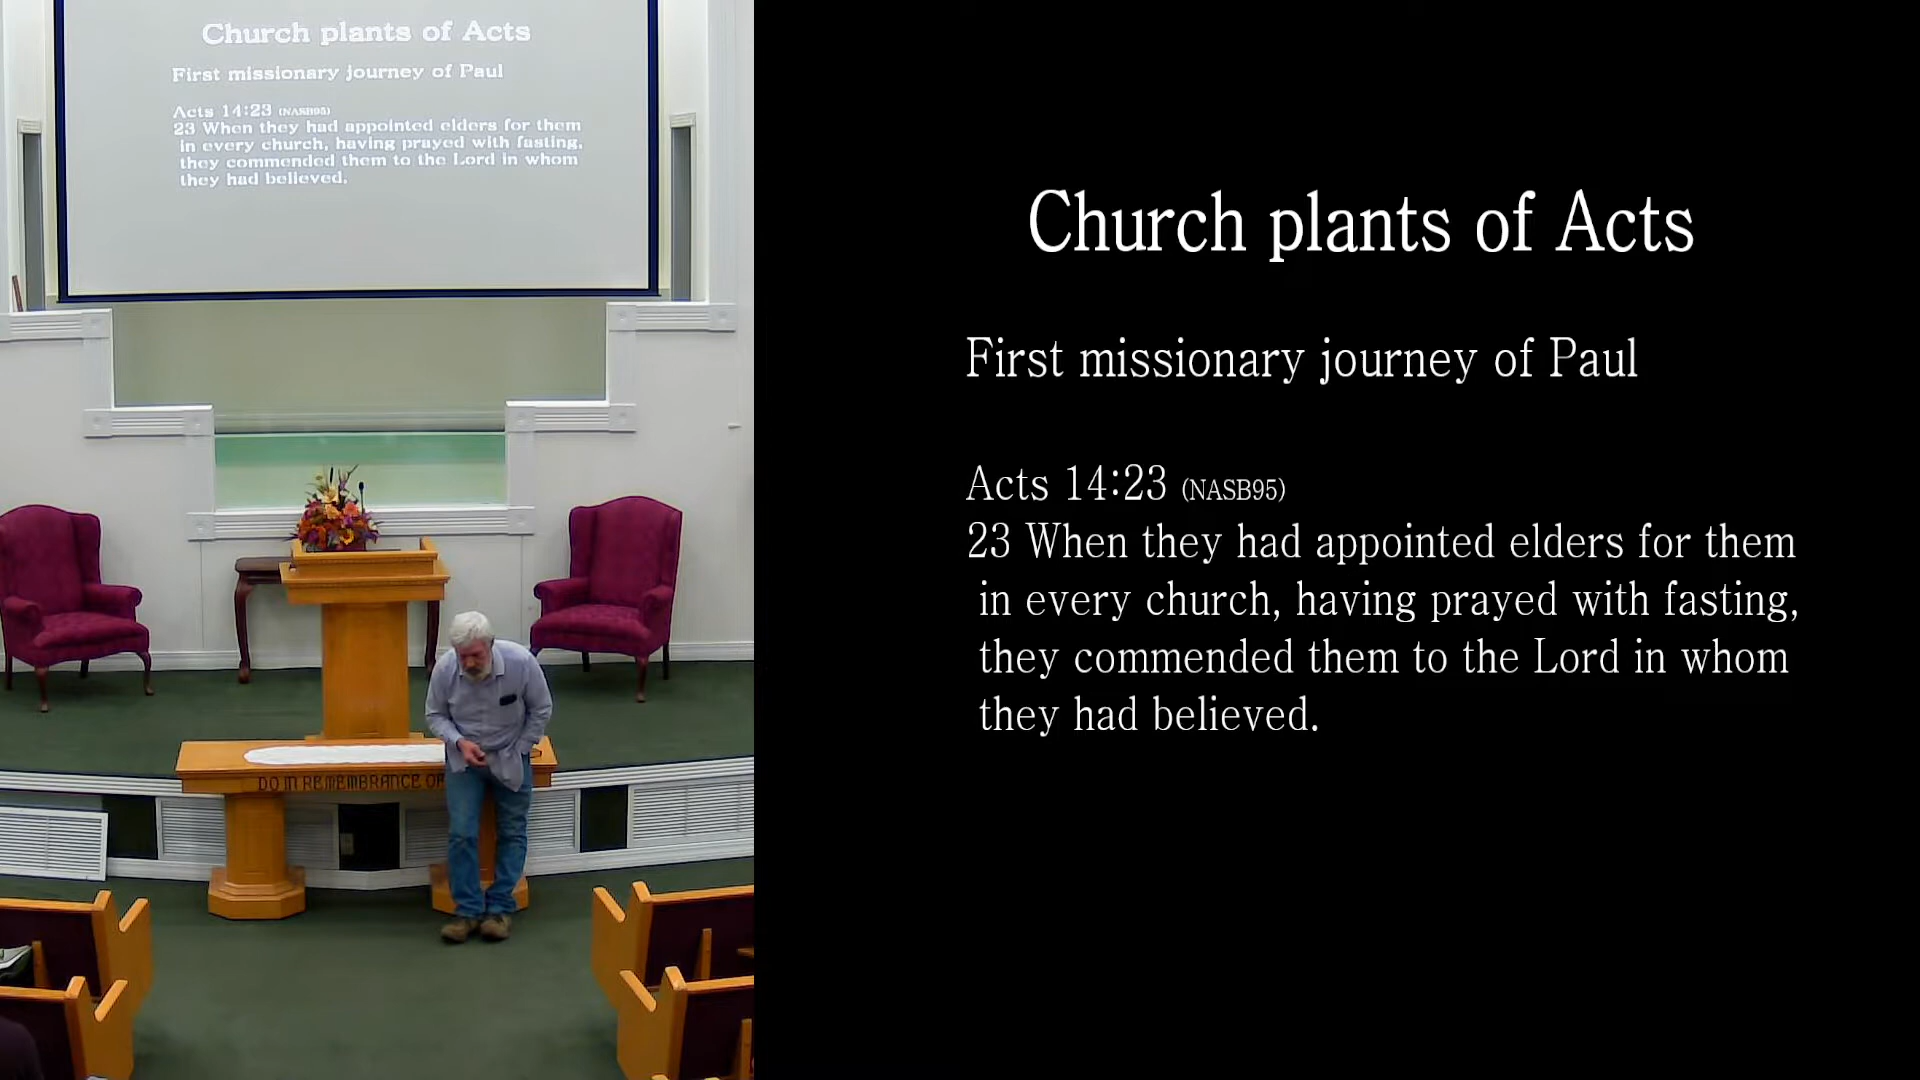 Church plants of Acts
First missionary journey of Paul
Acts 14:23 (NASB95)
23 When they had appointed elders for them
in every church, having prayed with fasting,
they commended them to the Lord in whom
they had believed.
DO IN REMEMBRANCE OF
Church plants of Acts
First missionary journey of Paul
Acts 14:23 (NASB95)
23 When they had appointed elders for them
in every church, having prayed with fasting,
they commended them to the Lord in whom
they had believed.